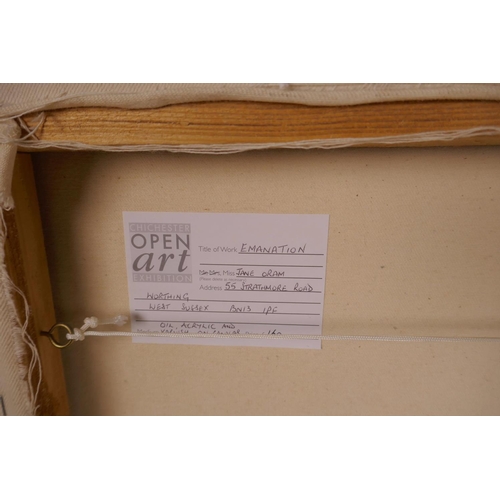 CHICHESTER
OPEN
art
EXHIBITION
Title of Work EMANATION
Miss JANE ORAM
Address 55 STRATHMORE ROAD
WORTHING
WEST SUSSEX BN13 1PF
OIL, ACRYLIC AND